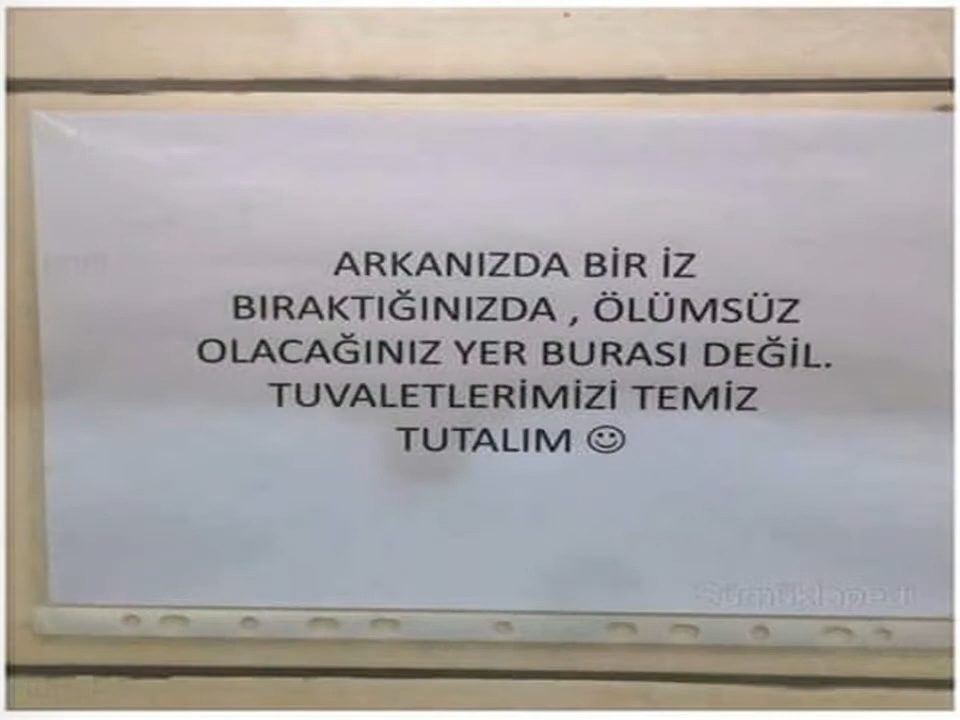 ARKANIZDA BİR İZ
BIRAKTIĞINIZDA , ÖLÜMSÜZ
OLACAĞINIZ YER BURASI DEĞİL.
TUVALETLERİMİZİ TEMİZ
TUTALIM ☺